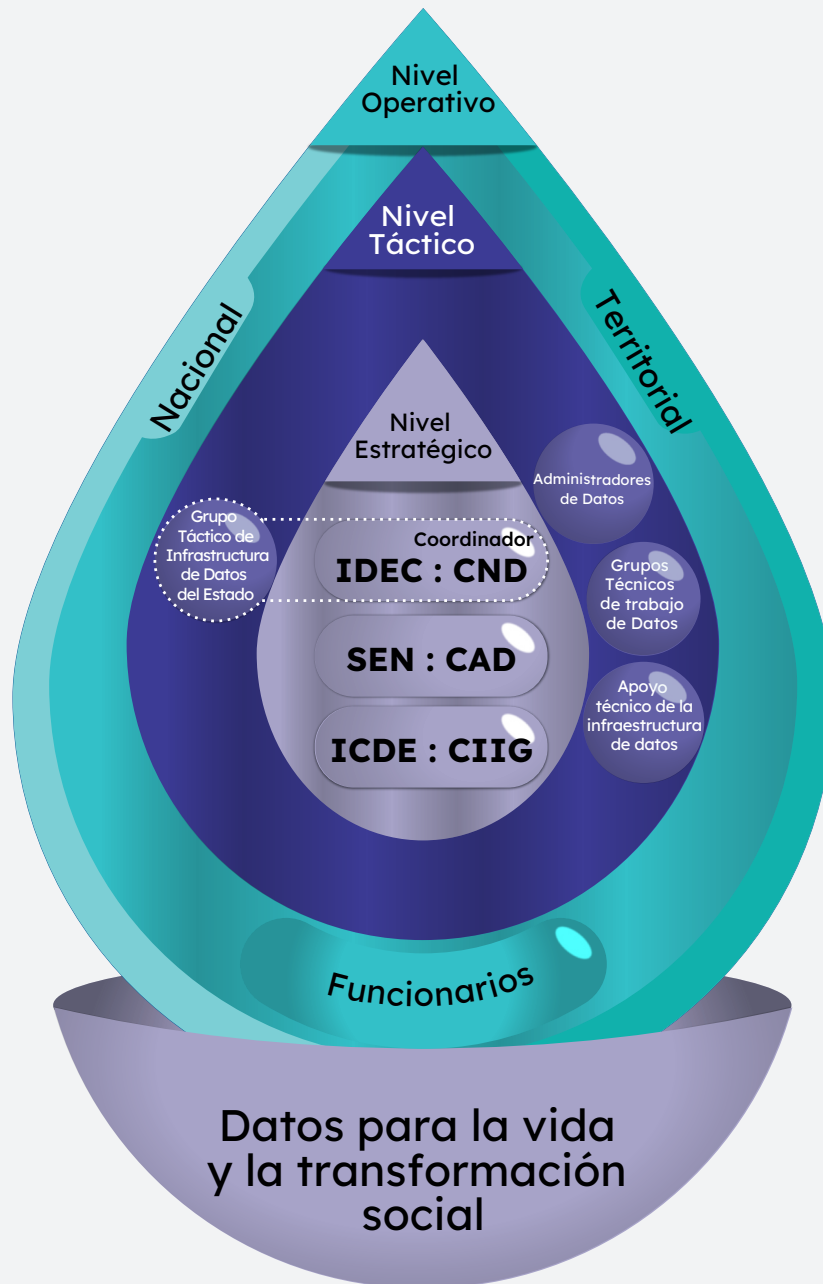 Nivel
Operativo
Nivel
Táctico
Nacional
Territorial
Nivel
Estratégico
Administradores
de Datos
Grupo
Táctico de
Infrastructura
de Datos
del Estado
Coordinador
IDEC : CND
Grupos
Técnicos
de trabajo
de Datos
SEN : CAD
Apoyo
técnico de la
infraestructura
de datos
ICDE : CIIG
Funcionarios
Datos para la vida
y la transformación
social